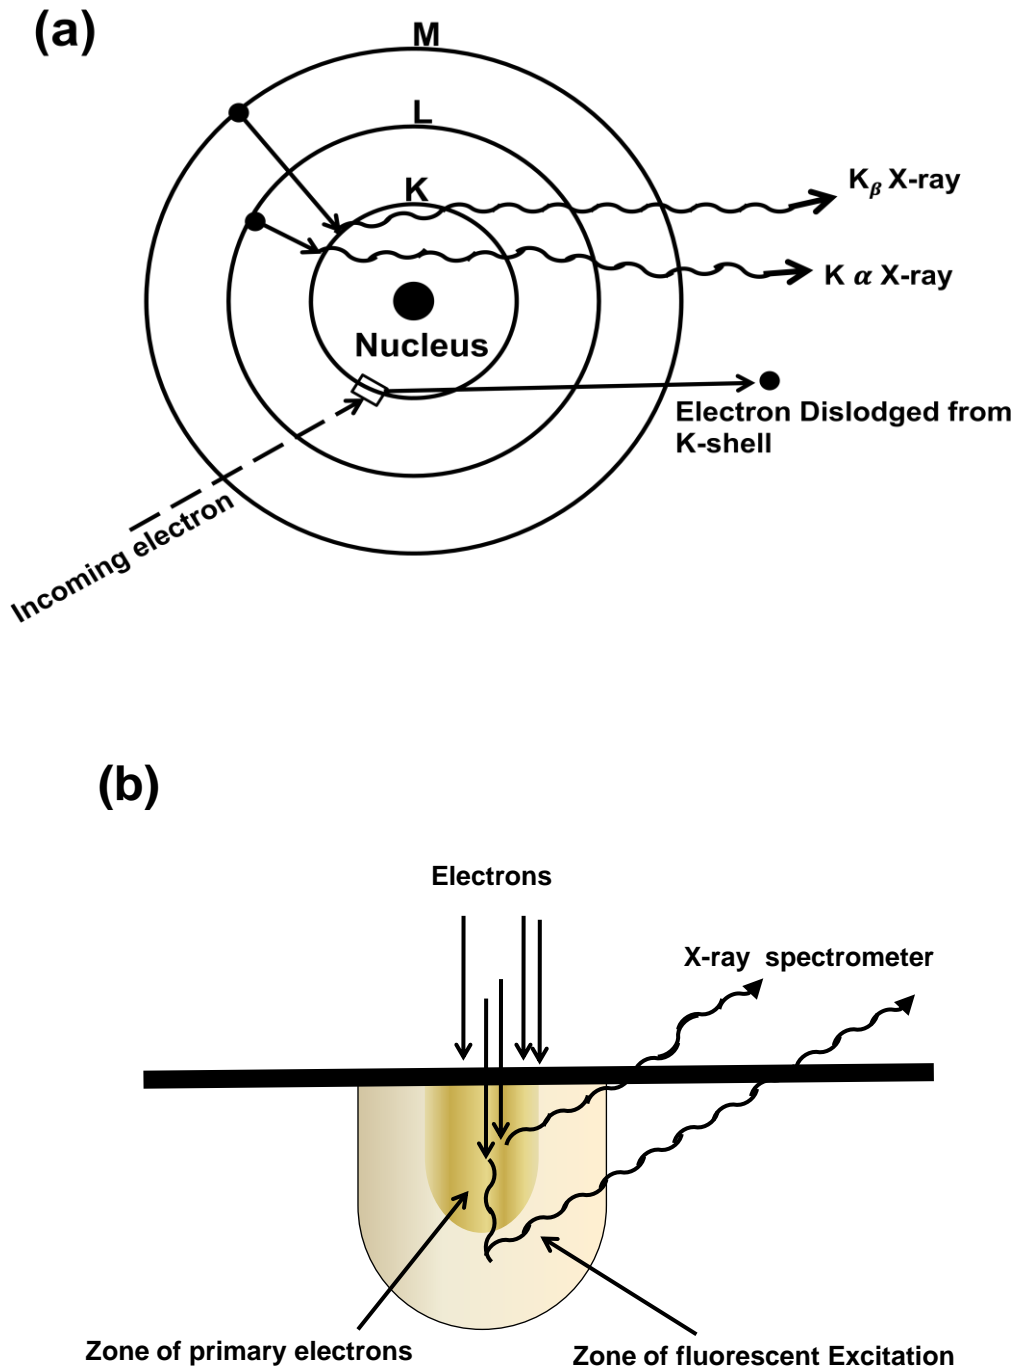 (a)
M
L
K
K𝛽 X-ray
K 𝛼 X-ray
Nucleus
Electron Dislodged from
K-shell
Incoming electron
(b)
Electrons
X-ray spectrometer
Zone of primary electrons
Zone of fluorescent Excitation